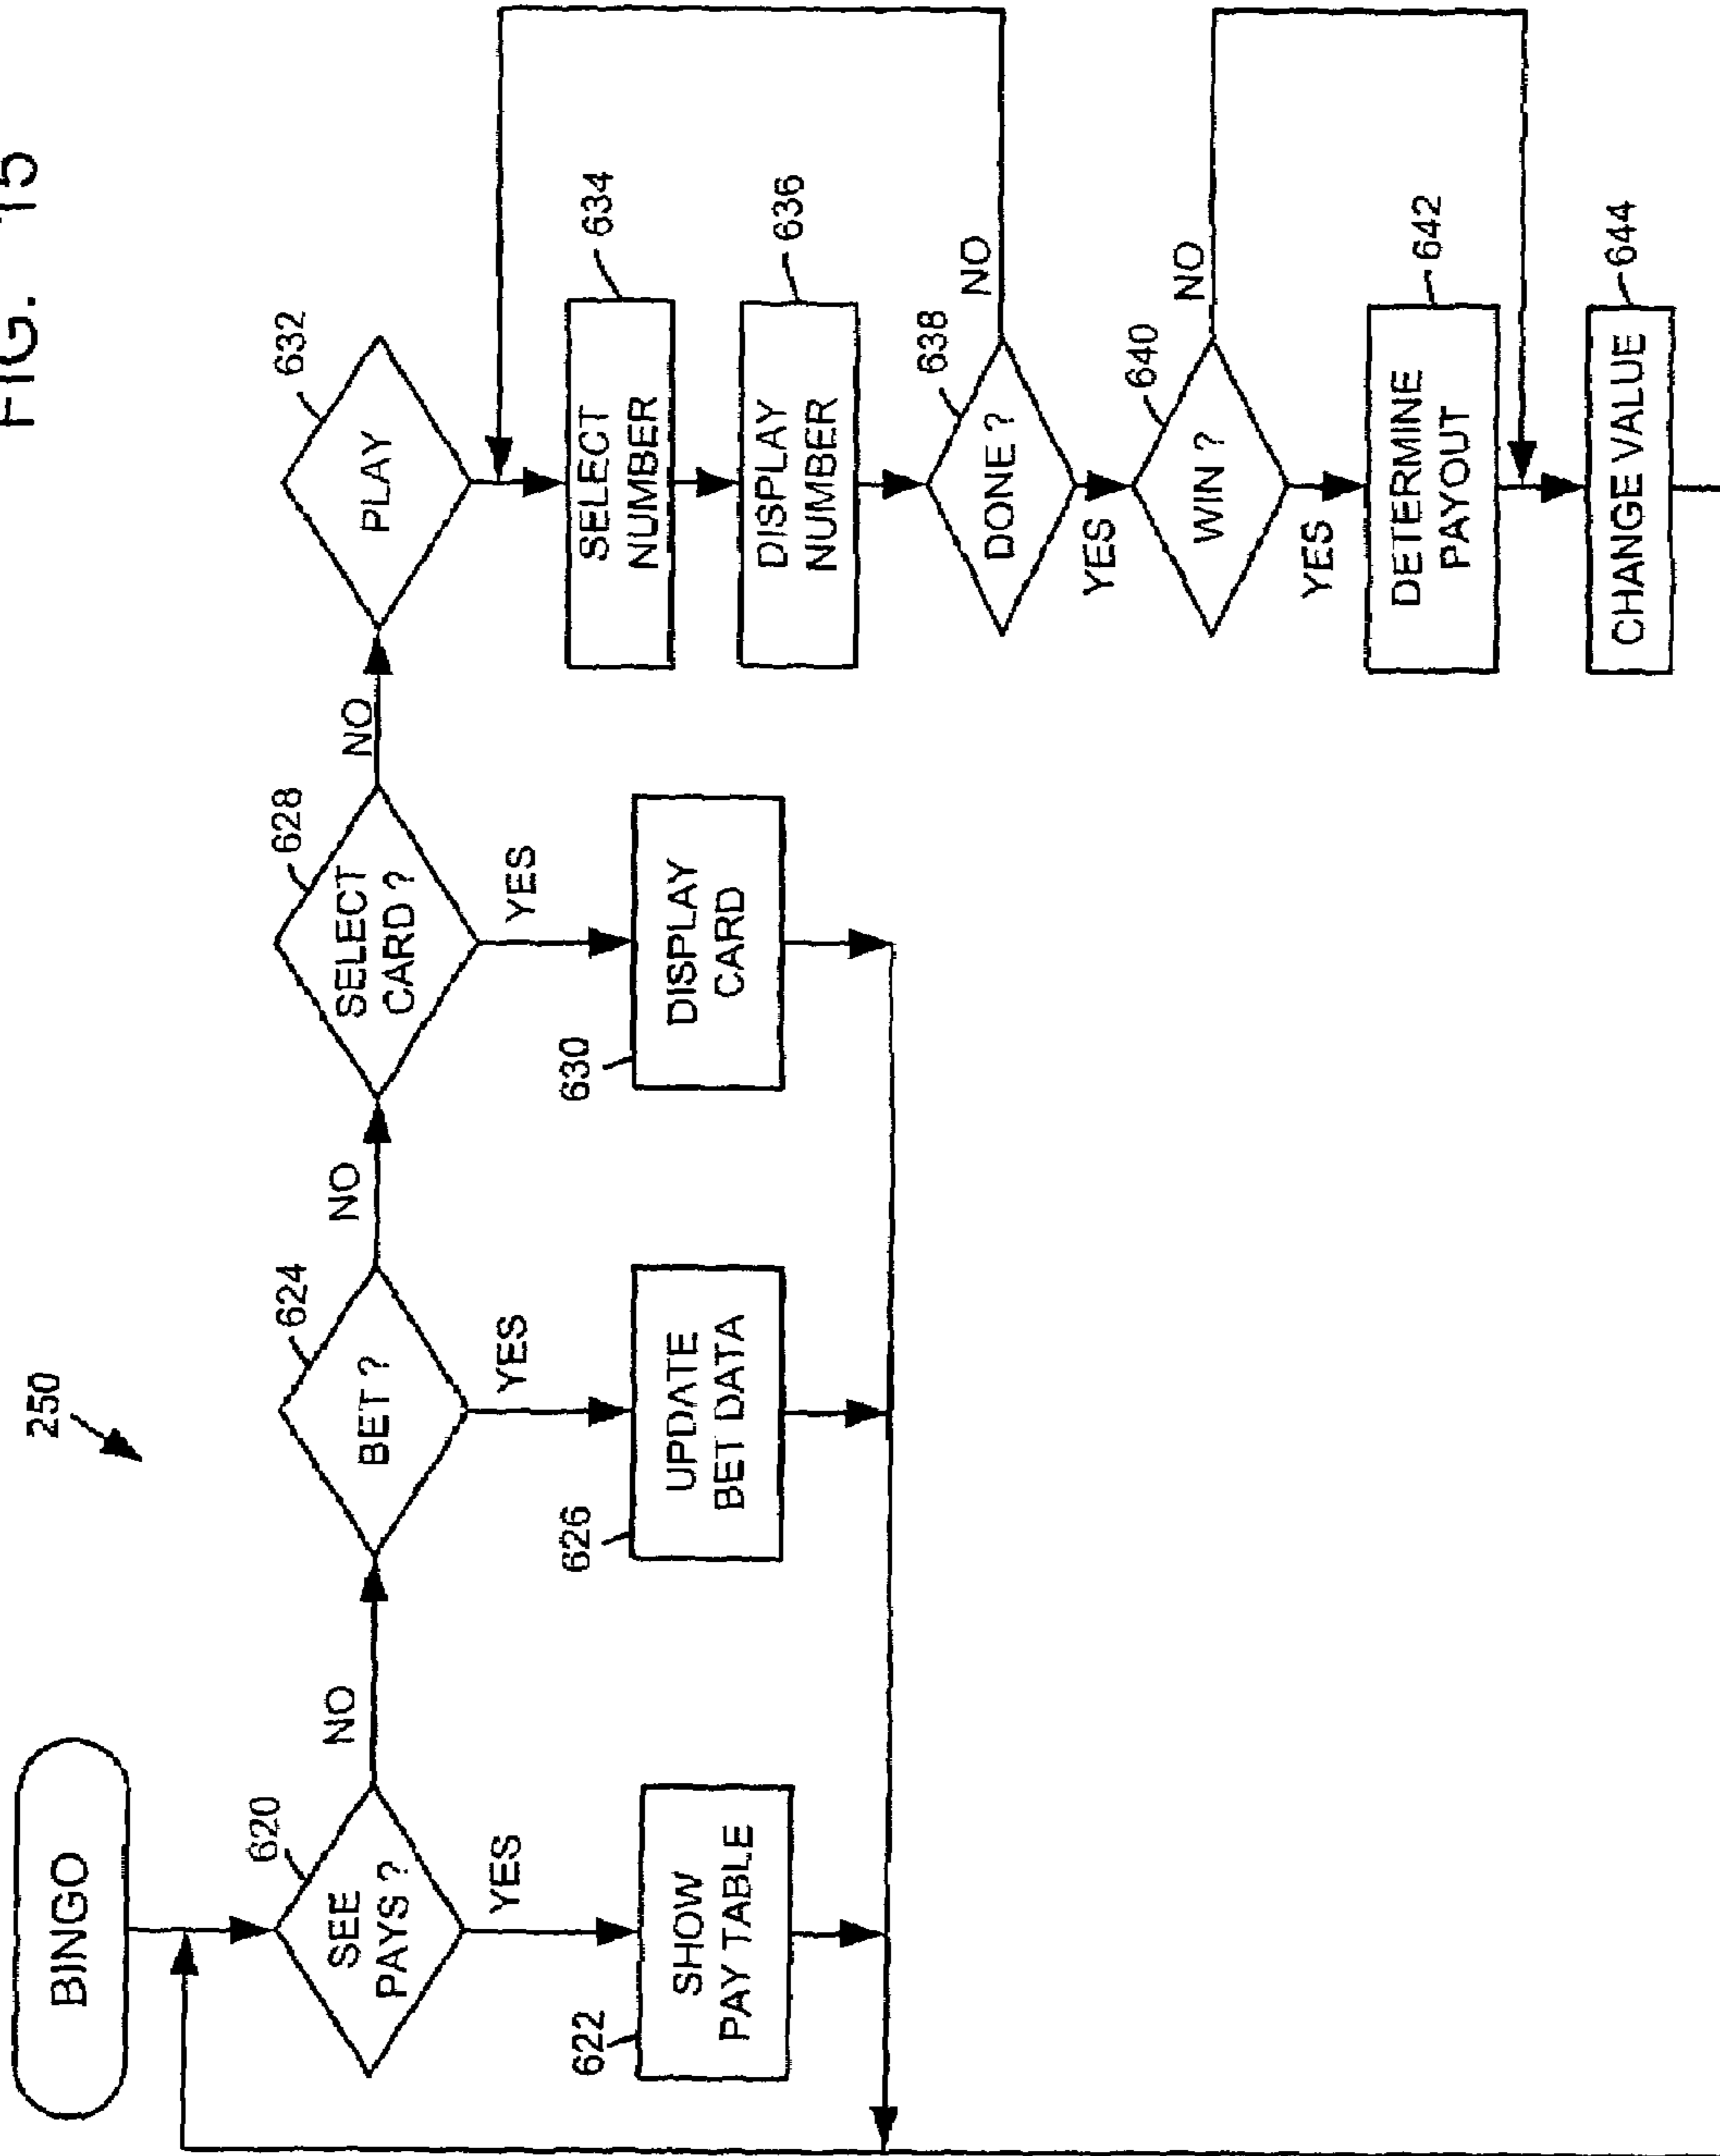 FIG. 15
250
BINGO
620
SEE
PAYS ?
YES
NO
622
SHOW
PAY TABLE
624
BET ?
YES
NO
626
UPDATE
BET DATA
628
SELECT
CARD ?
YES
NO
630
DISPLAY
CARD
632
PLAY
634
SELECT
NUMBER
636
DISPLAY
NUMBER
638
DONE ?
NO
YES
640
WIN ?
NO
YES
642
DETERMINE
PAYOUT
644
CHANGE VALUE